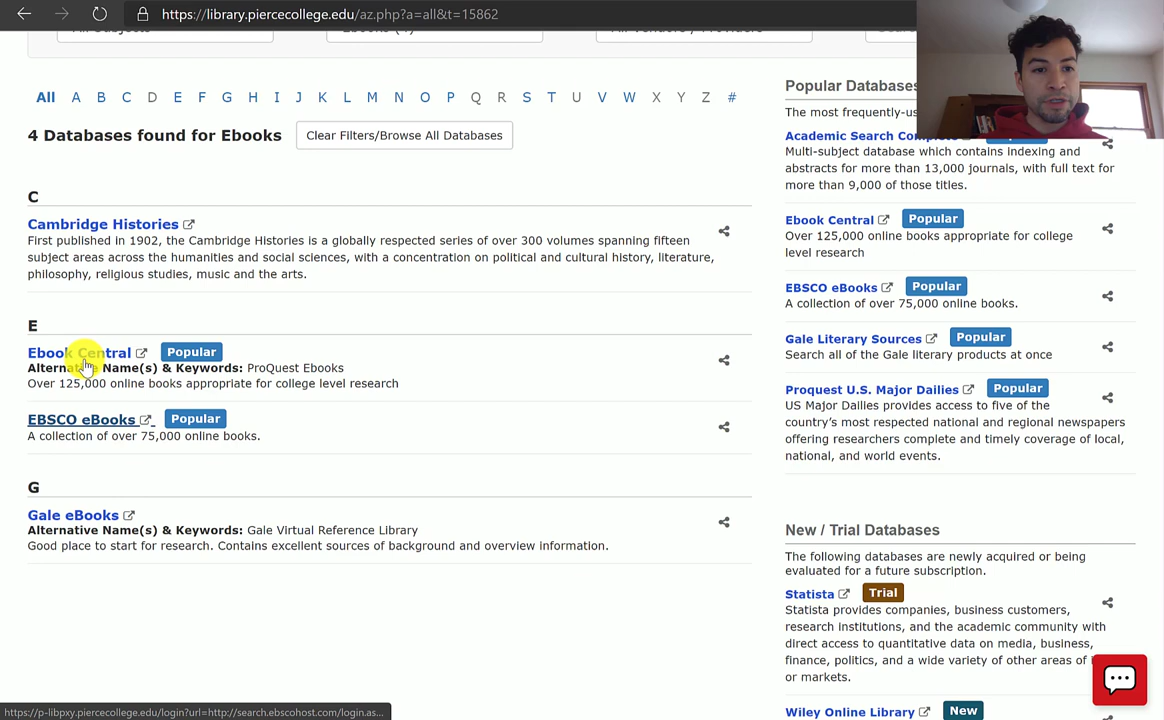 https://library.piercecollege.edu/az.php?a=all&t=15862
All A B C D E F G H I J K L M N O P Q R S T U V W X Y Z #
4 Databases found for Ebooks
Clear Filters/Browse All Databases
C
Cambridge Histories
First published in 1902, the Cambridge Histories is a globally respected series of over 300 volumes spanning fifteen
subject areas across the humanities and social sciences, with a concentration on political and cultural history, literature,
philosophy, religious studies, music and the arts.
E
Ebook Central Popular
Alternative Name(s) & Keywords: ProQuest Ebooks
Over 125,000 online books appropriate for college level research
EBSCO eBooks Popular
A collection of over 75,000 online books.
G
Gale eBooks
Alternative Name(s) & Keywords: Gale Virtual Reference Library
Good place to start for research. Contains excellent sources of background and overview information.
Popular Databases
The most frequently-us
Academic Search Com
Multi-subject database which contains indexing and
abstracts for more than 13,000 journals, with full text for
more than 9,000 of those titles.
Ebook Central Popular
Over 125,000 online books appropriate for college
level research
EBSCO eBooks Popular
A collection of over 75,000 online books.
Gale Literary Sources Popular
Search all of the Gale literary products at once
Proquest U.S. Major Dailies Popular
US Major Dailies provides access to five of the
country's most respected national and regional newspapers
offering researchers complete and timely coverage of local,
national, and world events.
New / Trial Databases
The following databases are newly acquired or being
evaluated for a future subscription.
Statista Trial
Statista provides companies, business customers,
research institutions, and the academic community with
direct access to quantitative data on media, business,
finance, politics, and a wide variety of other areas of
or markets.
Wiley Online Library New
https://p-libpxy.piercecollege.edu/login?url=http://search.ebscohost.com/login.as...